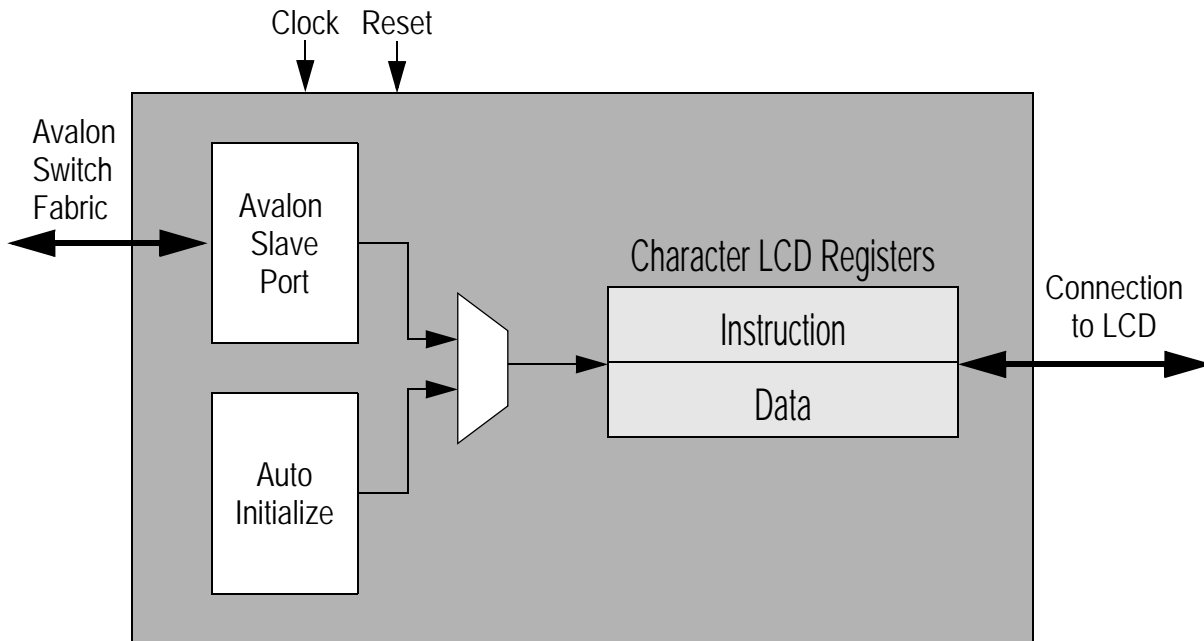 Clock Reset
Avalon
Switch
Fabric
Avalon
Slave
Port
Character LCD Registers
Instruction
Data
Connection
to LCD
Auto
Initialize